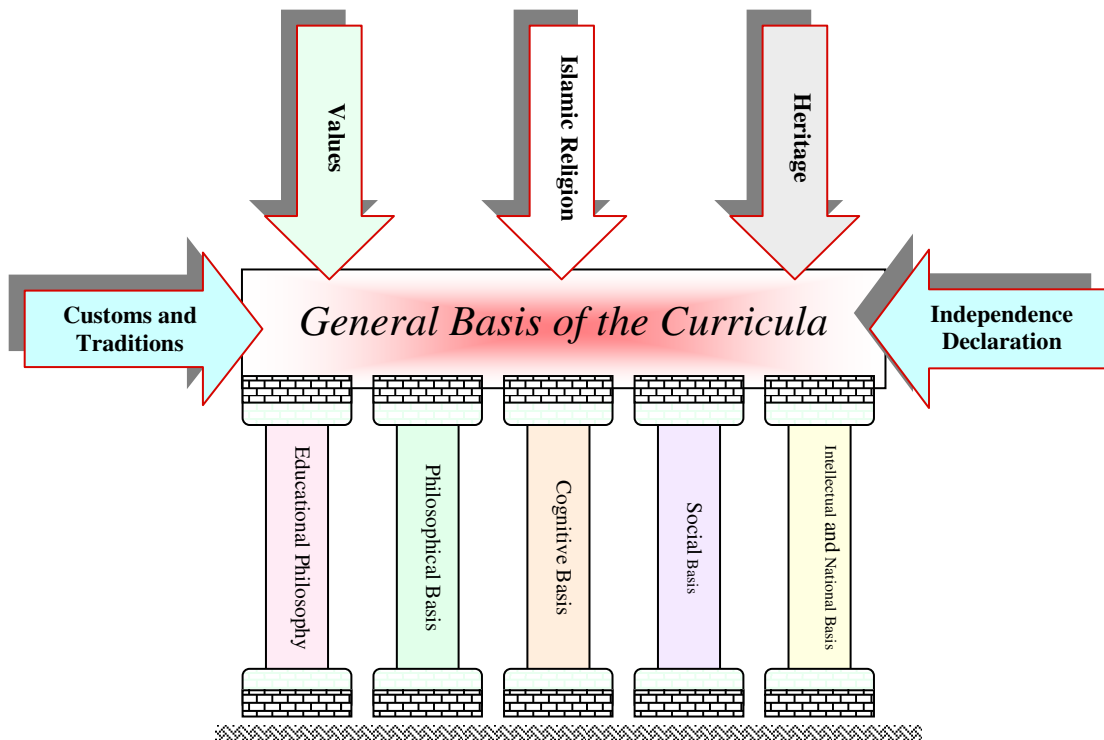 Values
Islamic Religion
Heritage
Customs and
Traditions
General Basis of the Curricula
Independence
Declaration
Educational Philosophy
Philosophical Basis
Cognitive Basis
Social Basis
Intellectual and National Basis